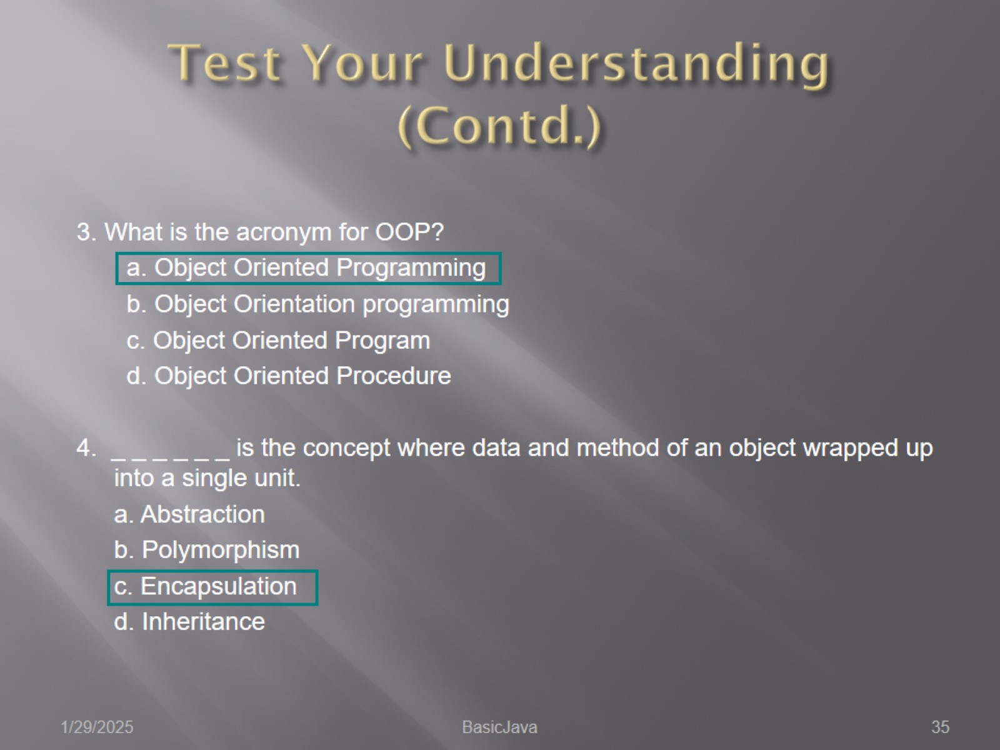 Test Your Understanding
(Contd.)
3. What is the acronym for OOP?
a. Object Oriented Programming
b. Object Orientation programming
c. Object Oriented Program
d. Object Oriented Procedure
4. _ _ _ _ _ _ is the concept where data and method of an object wrapped up
into a single unit.
a. Abstraction
b. Polymorphism
c. Encapsulation
d. Inheritance
1/29/2025 BasicJava 35